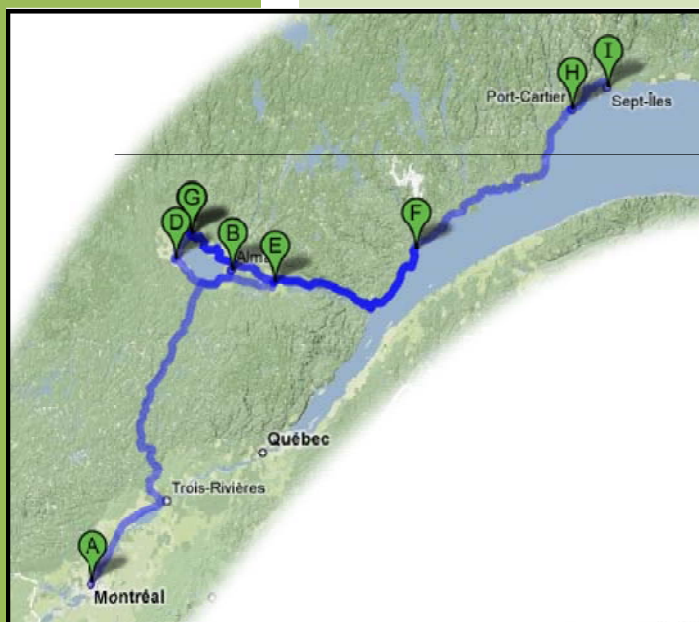 I
H
Port-Cartier
Sept-Îles
G
D
B
E
F
Alma
Québec
Trois-Rivières
A
Montréal